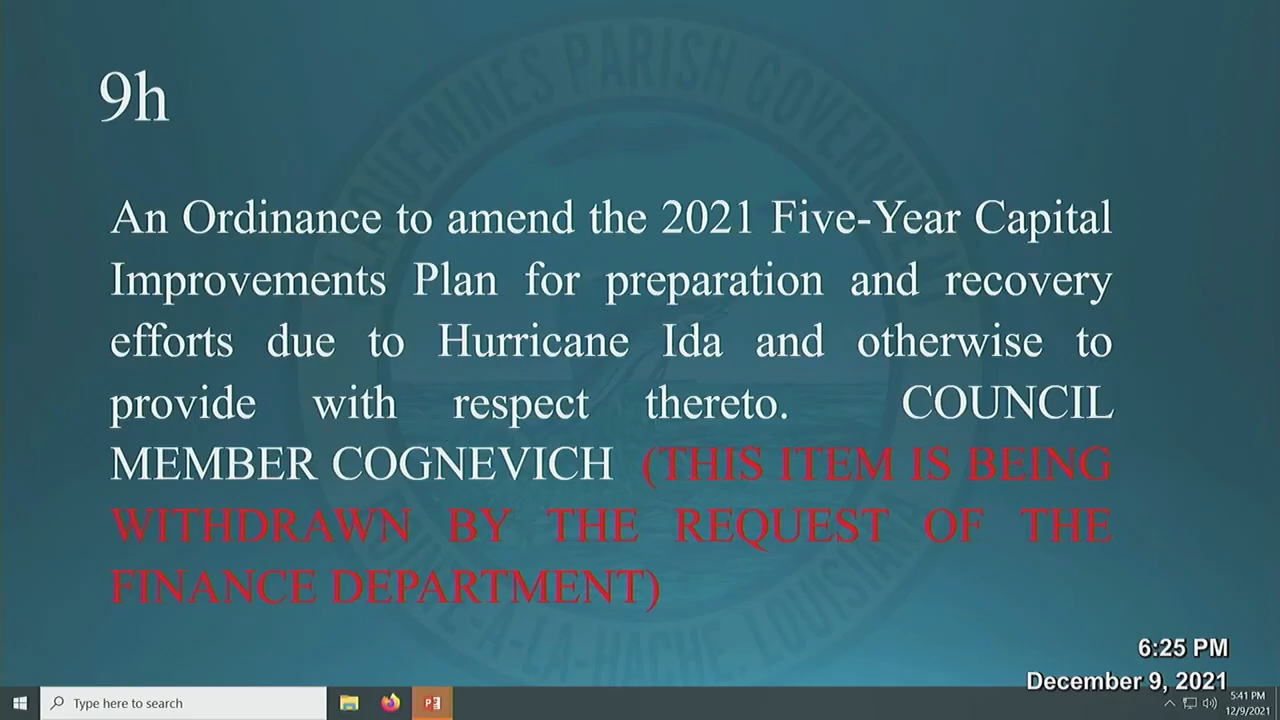 9h
An Ordinance to amend the 2021 Five-Year Capital
Improvements Plan for preparation and recovery
efforts due to Hurricane Ida and otherwise to
provide with respect thereto. COUNCIL
MEMBER COGNEVICH (THIS ITEM IS BEING
WITHDRAWN BY THE REQUEST OF THE
FINANCE DEPARTMENT)
PARISH
HACHE LOUISIANA
6:25 PM
December 9, 2021
Type here to search
5:41 PM
12/9/2021